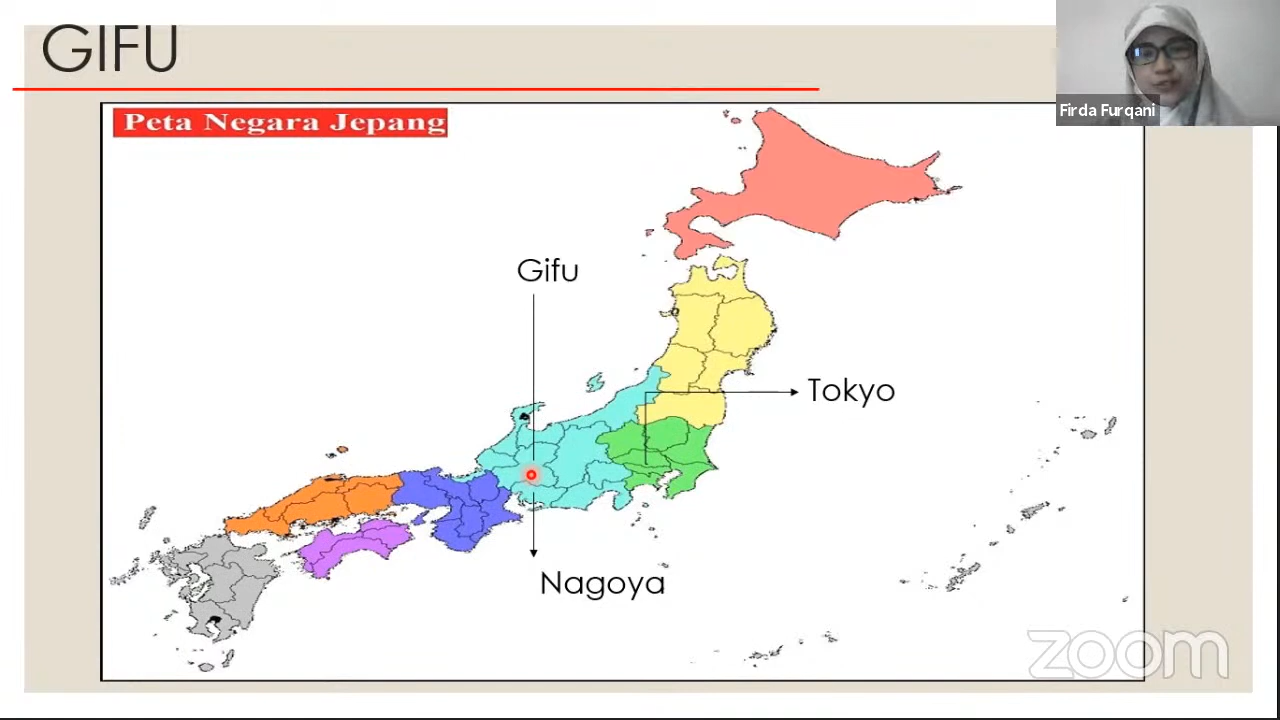 GIFU
Firda Furqani
Peta Negara Jepang
Gifu
Tokyo
Nagoya
zoom